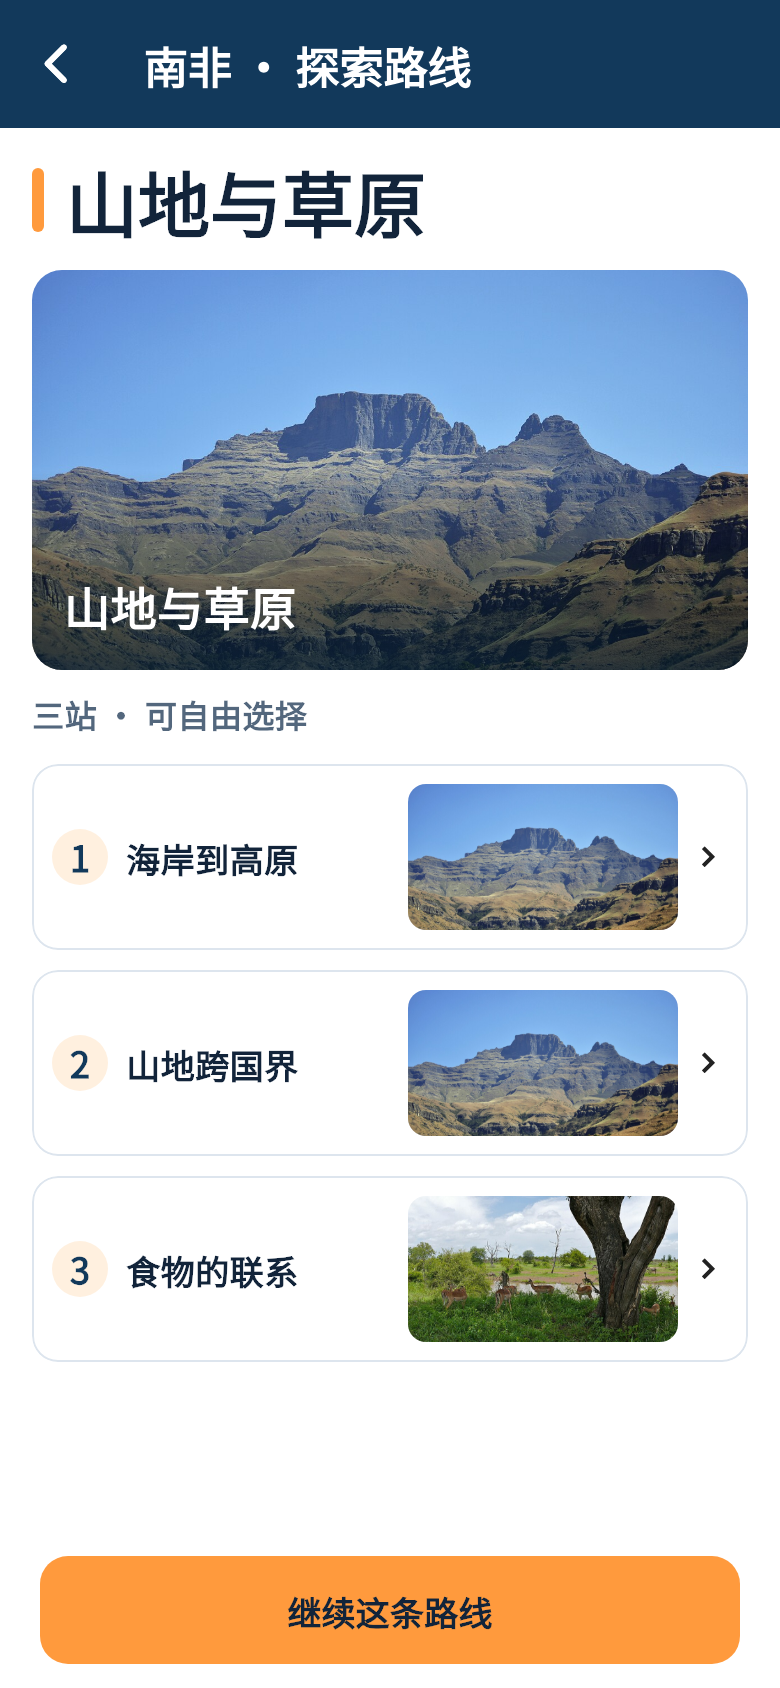 南非 · 探索路线
山地与草原
山地与草原
三站 · 可自由选择
1 海岸到高原
2 山地跨国界
3 食物的联系
继续这条路线